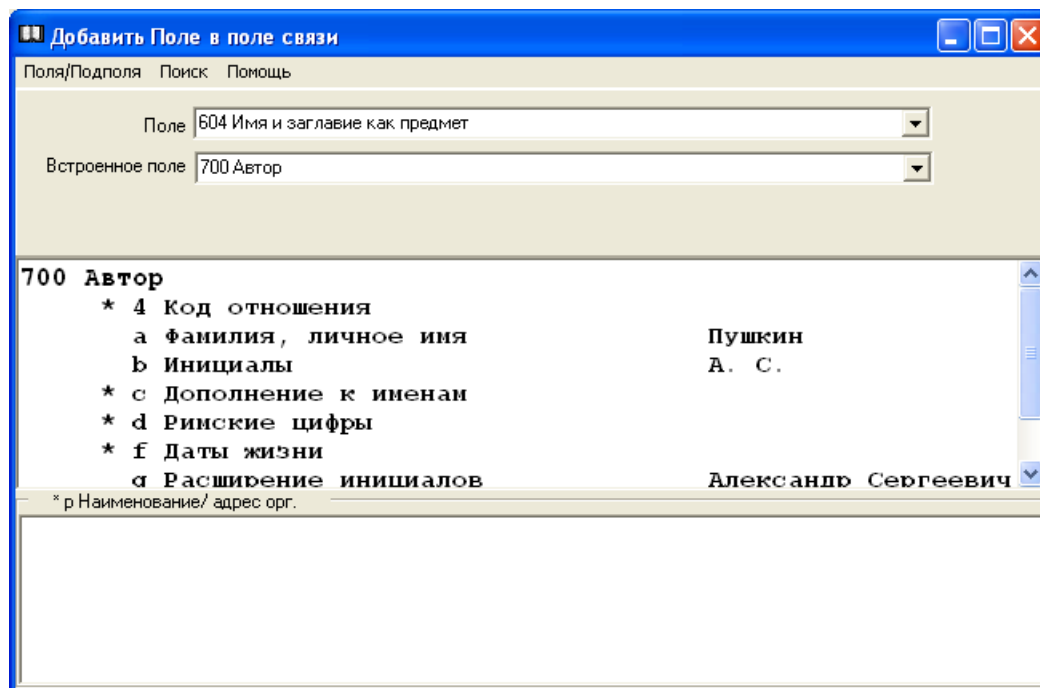 Добавить Поле в поле связи
Поля/Подполя Поиск Помощь
Поле 604 Имя и заглавие как предмет
Встроенное поле 700 Автор
700 Автор
* 4 Код отношения
a Фамилия, личное имя Пушкин
b Инициалы А. С.
* c Дополнение к именам
* d Римские цифры
* f Даты жизни
g Расширение инициалов Александр Сергеевич
* p Наименование/ адрес орг.